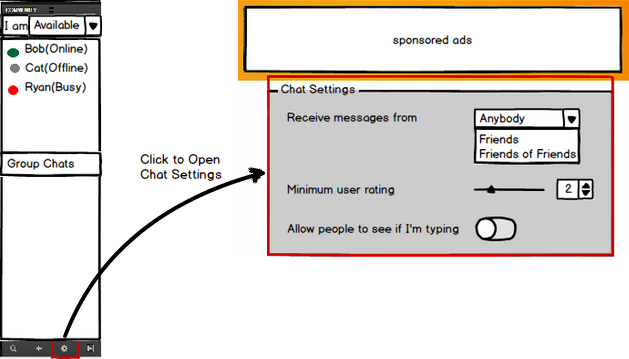 COMMUNITY
I am Available
Bob(Online)
Cat(Offline)
Ryan(Busy)
Group Chats
Click to Open
Chat Settings
sponsored ads
Chat Settings
Receive messages from Anybody
Friends
Friends of Friends
Minimum user rating 2
Allow people to see if I'm typing